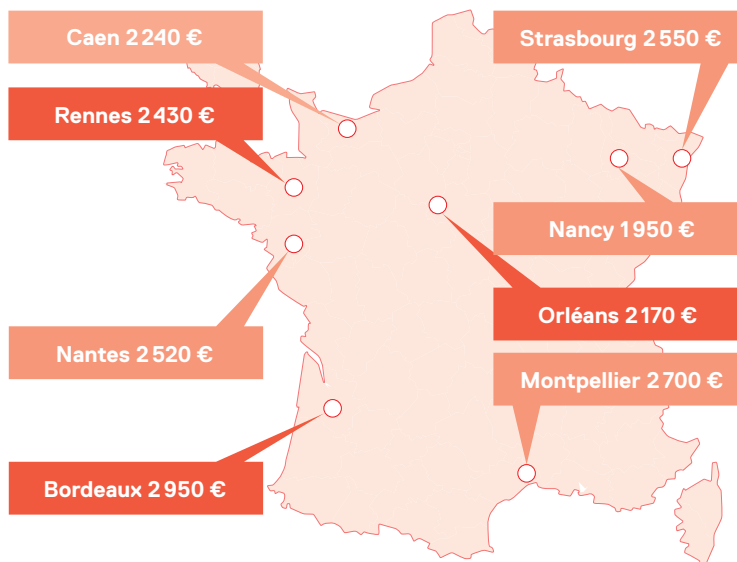 Caen 2 240 €
Strasbourg 2 550 €
Rennes 2 430 €
Nancy 1 950 €
Orléans 2 170 €
Nantes 2 520 €
Montpellier 2 700 €
Bordeaux 2 950 €